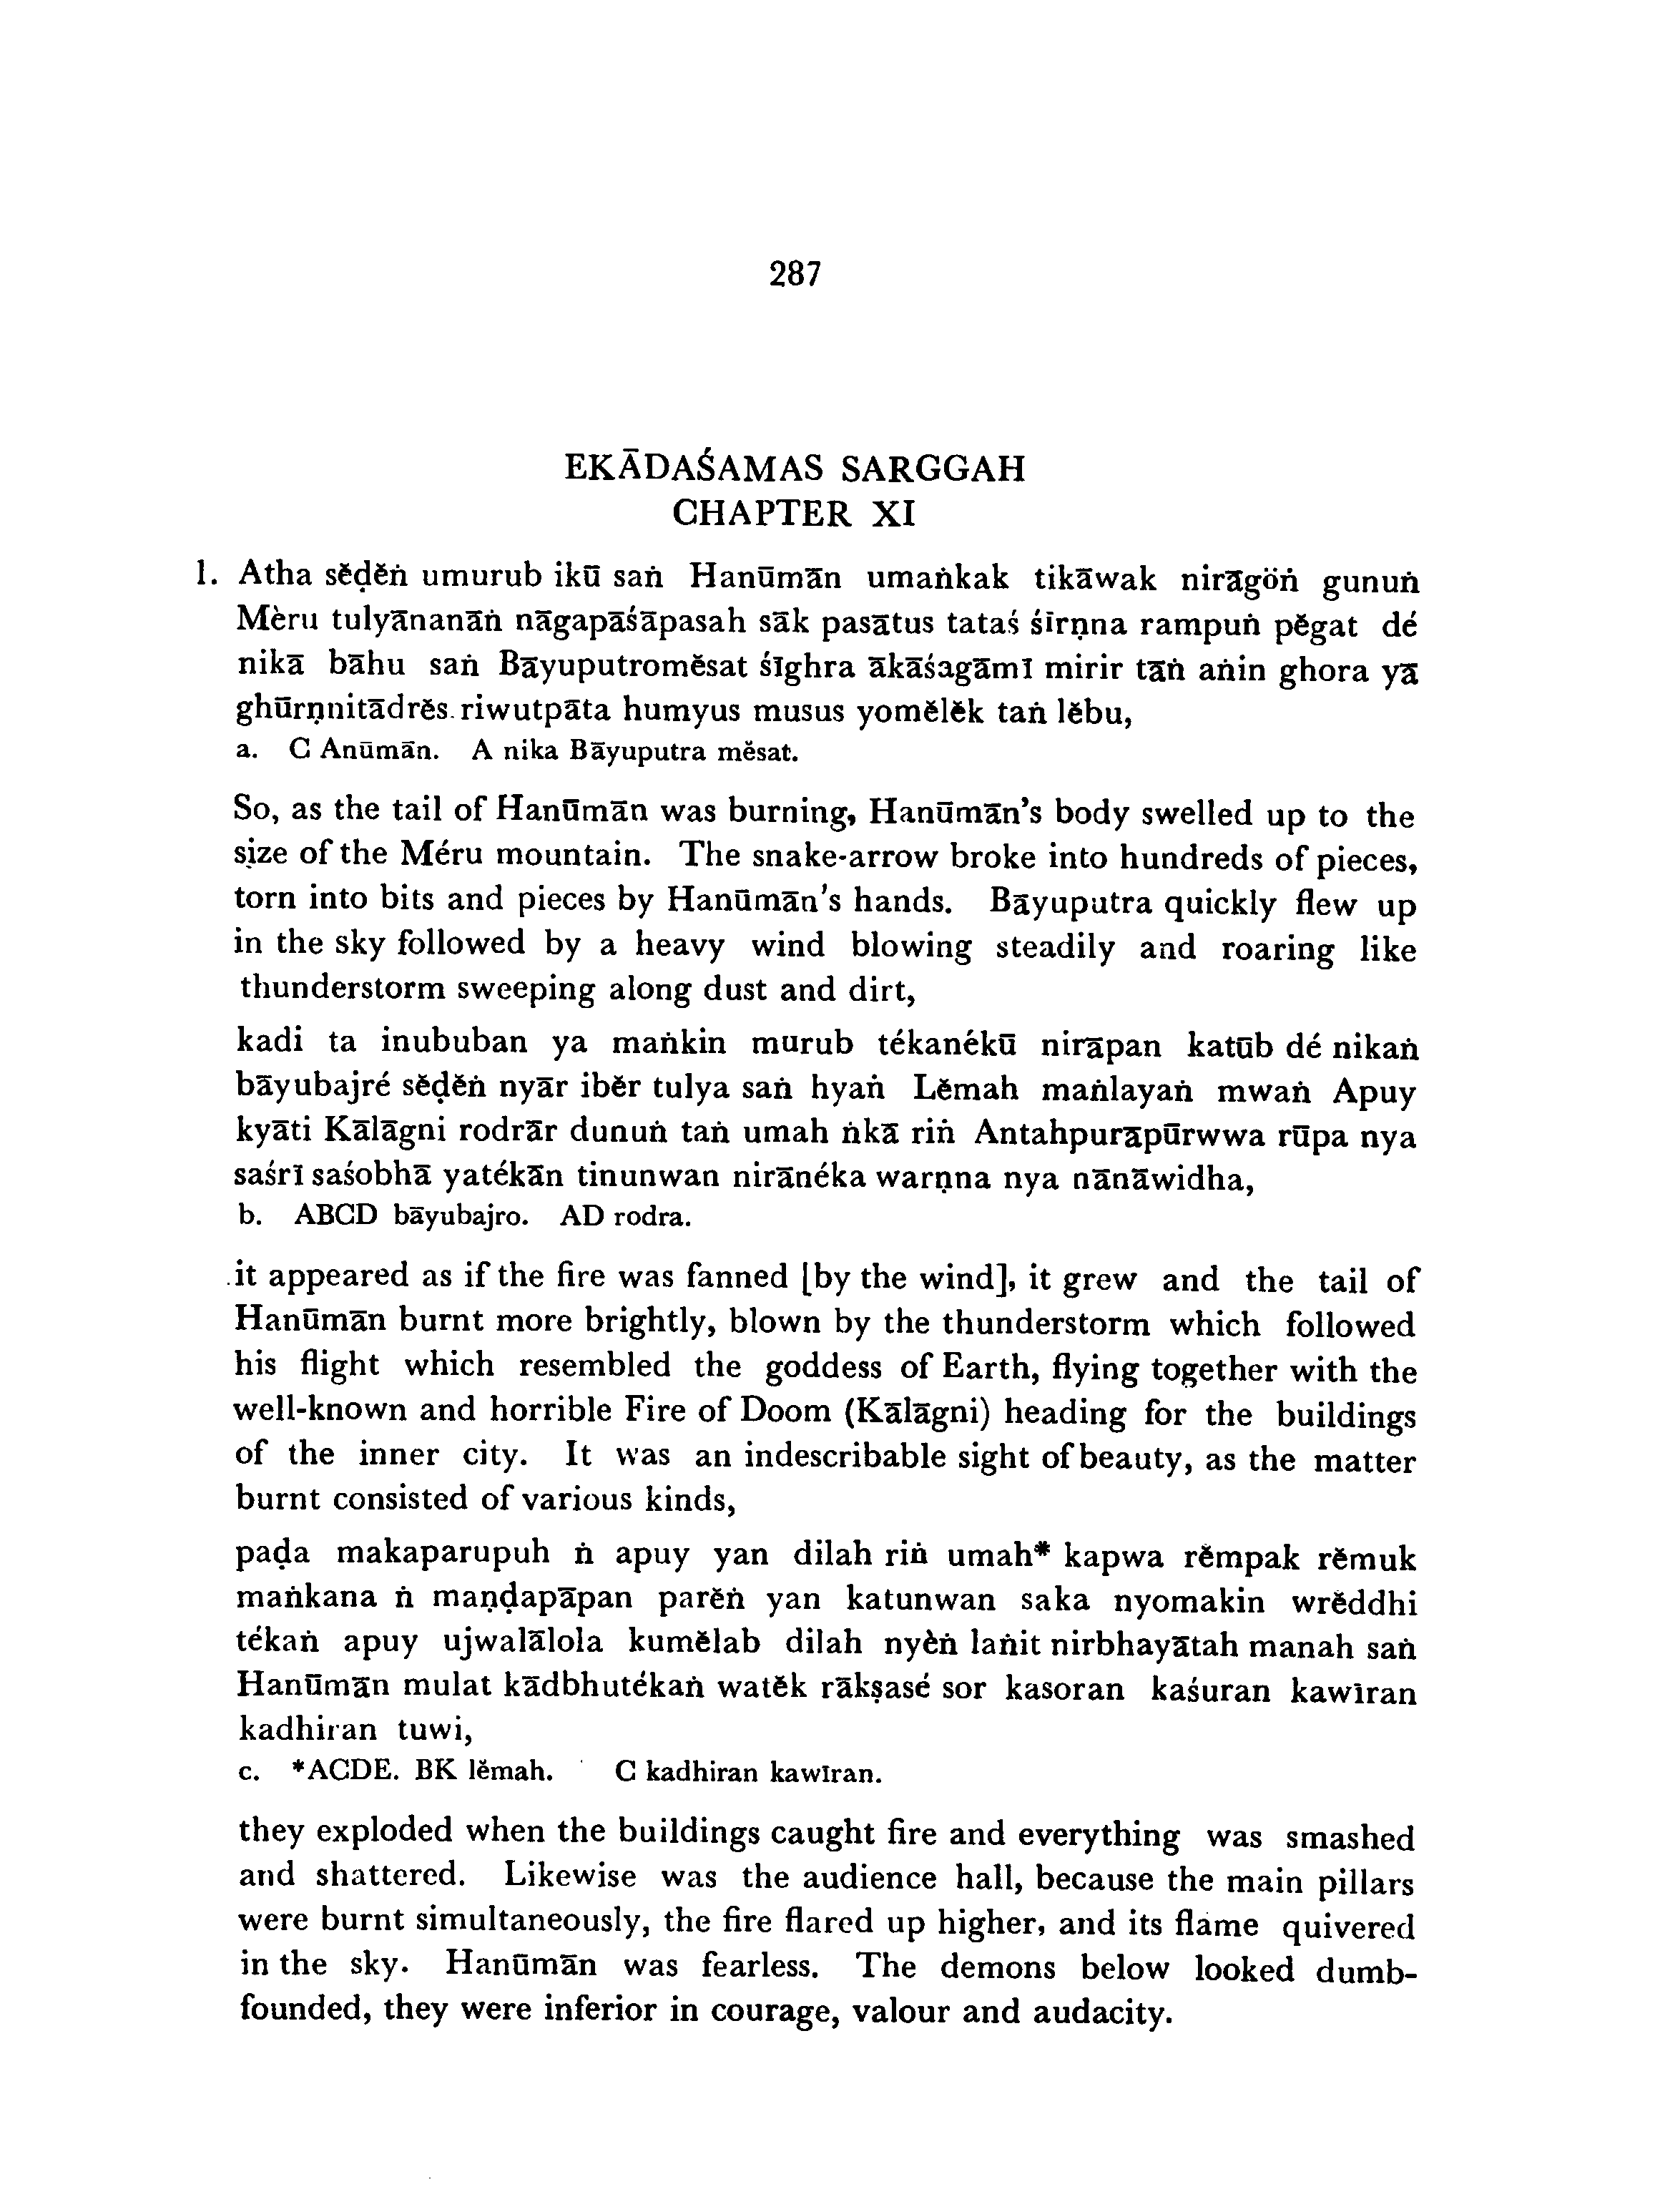 287
EKĀDAŚAMAS SARGGAH
CHAPTER XI
1. Atha sĕḍĕṅ umurub ikū saṅ Hanūmān umaṅkak tikāwak nirāgöṅ gunuṅ
Mèru tulyānanāṅ nāgapāśāpasah sāk pasātus tataś śīrṇna rampuṅ pĕgat dé
nikā bāhu saṅ Bāyuputromĕsat śīghra ākāśagāmī mirir tāṅ aṅin ghora yā
ghūrṇnitādrĕs riwutpāta humyus musus yomĕlĕk taṅ lĕbu,
a. C Anūmān. A nika Bāyuputra mĕsat.
So, as the tail of Hanūmān was burning, Hanūmān's body swelled up to the
size of the Méru mountain. The snake-arrow broke into hundreds of pieces,
torn into bits and pieces by Hanūmān's hands. Bāyuputra quickly flew up
in the sky followed by a heavy wind blowing steadily and roaring like
thunderstorm sweeping along dust and dirt,
kadi ta inububan ya maṅkin murub tékanékū nirāpan katūb dé nikaṅ
bāyubajré sĕḍĕṅ nyār ibĕr tulya saṅ hyaṅ Lĕmah maṅlayaṅ mwaṅ Apuy
kyāti Kālāgni rodrār dunuṅ taṅ umah ṅkā riṅ Antahpurāpūrwwa rūpa nya
saśrī saśobhā yatékān tinunwan nirānéka warṇna nya nānāwidha,
b. ABCD bāyubajro. AD rodra.
it appeared as if the fire was fanned [by the wind], it grew and the tail of
Hanūmān burnt more brightly, blown by the thunderstorm which followed
his flight which resembled the goddess of Earth, flying together with the
well-known and horrible Fire of Doom (Kālāgni) heading for the buildings
of the inner city. It was an indescribable sight of beauty, as the matter
burnt consisted of various kinds,
paḍa makaparupuh ṅ apuy yan dilah riṅ umah* kapwa rĕmpak rĕmuk
maṅkana ṅ maṇḍapāpan parĕṅ yan katunwan saka nyomakin wrĕddhi
tékaṅ apuy ujwalālola kumĕlab dilah nyèṅ laṅit nirbhayātah manah saṅ
Hanūmān mulat kādbhutékaṅ watĕk rākṣasé sor kasoran kaśuran kawīran
kadhiran tuwi,
c. *ACDE. BK lĕmah. C kadhiran kawīran.
they exploded when the buildings caught fire and everything was smashed
and shattered. Likewise was the audience hall, because the main pillars
were burnt simultaneously, the fire flared up higher, and its flame quivered
in the sky. Hanūmān was fearless. The demons below looked dumb-
founded, they were inferior in courage, valour and audacity.